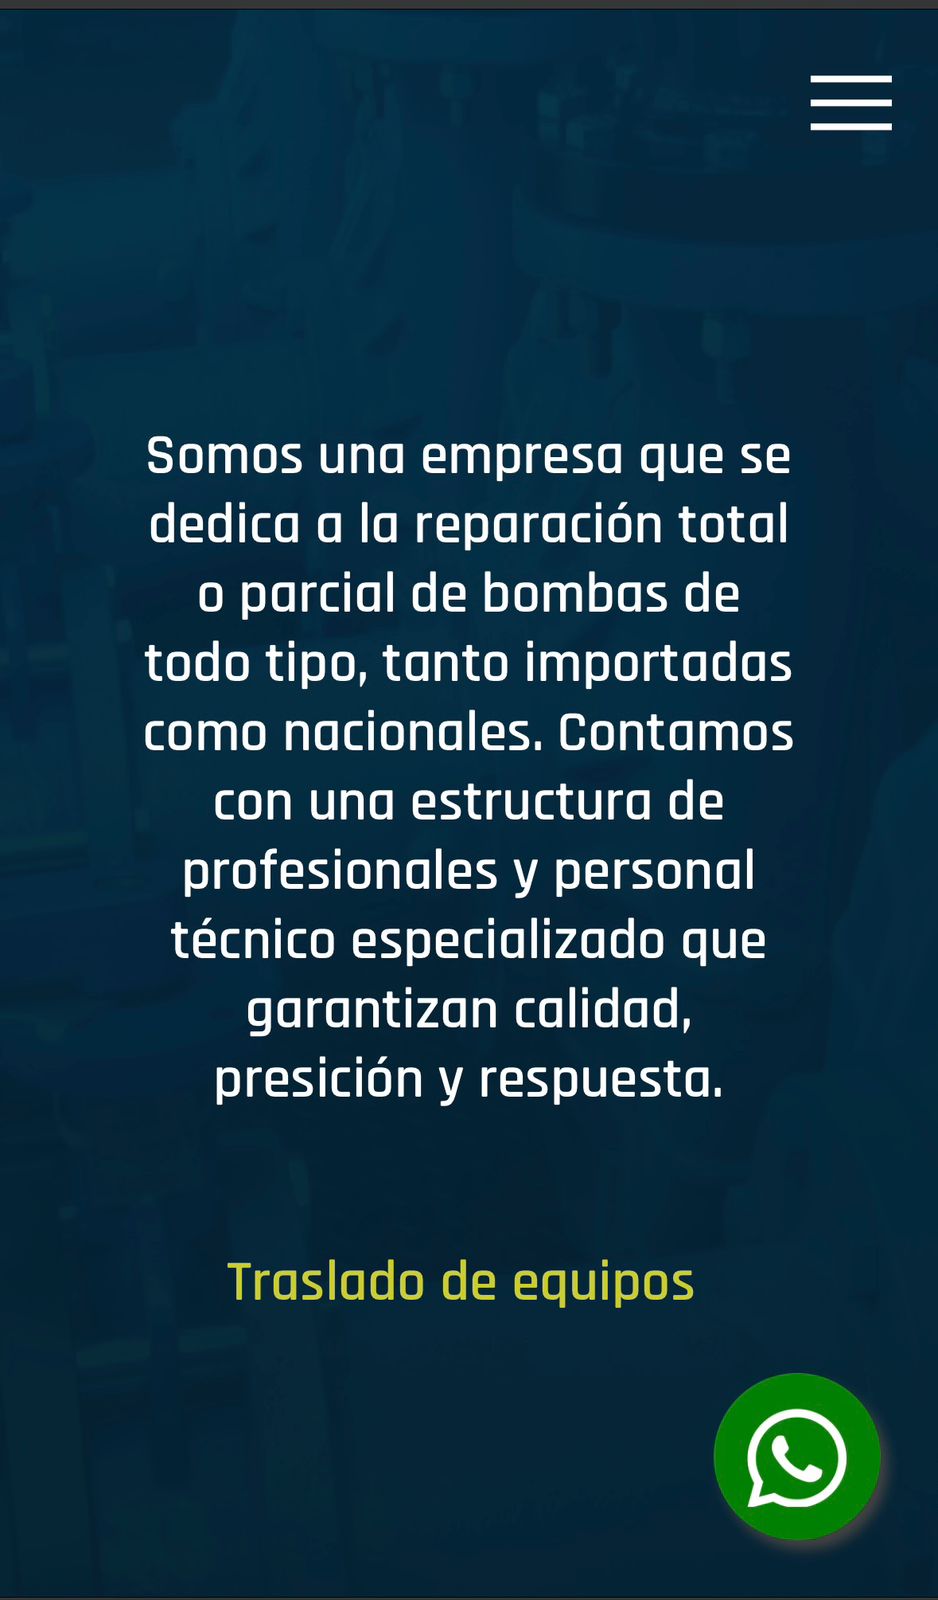 Somos una empresa que se
dedica a la reparación total
o parcial de bombas de
todo tipo, tanto importadas
como nacionales. Contamos
con una estructura de
profesionales y personal
técnico especializado que
garantizan calidad,
presición y respuesta.
Traslado de equipos